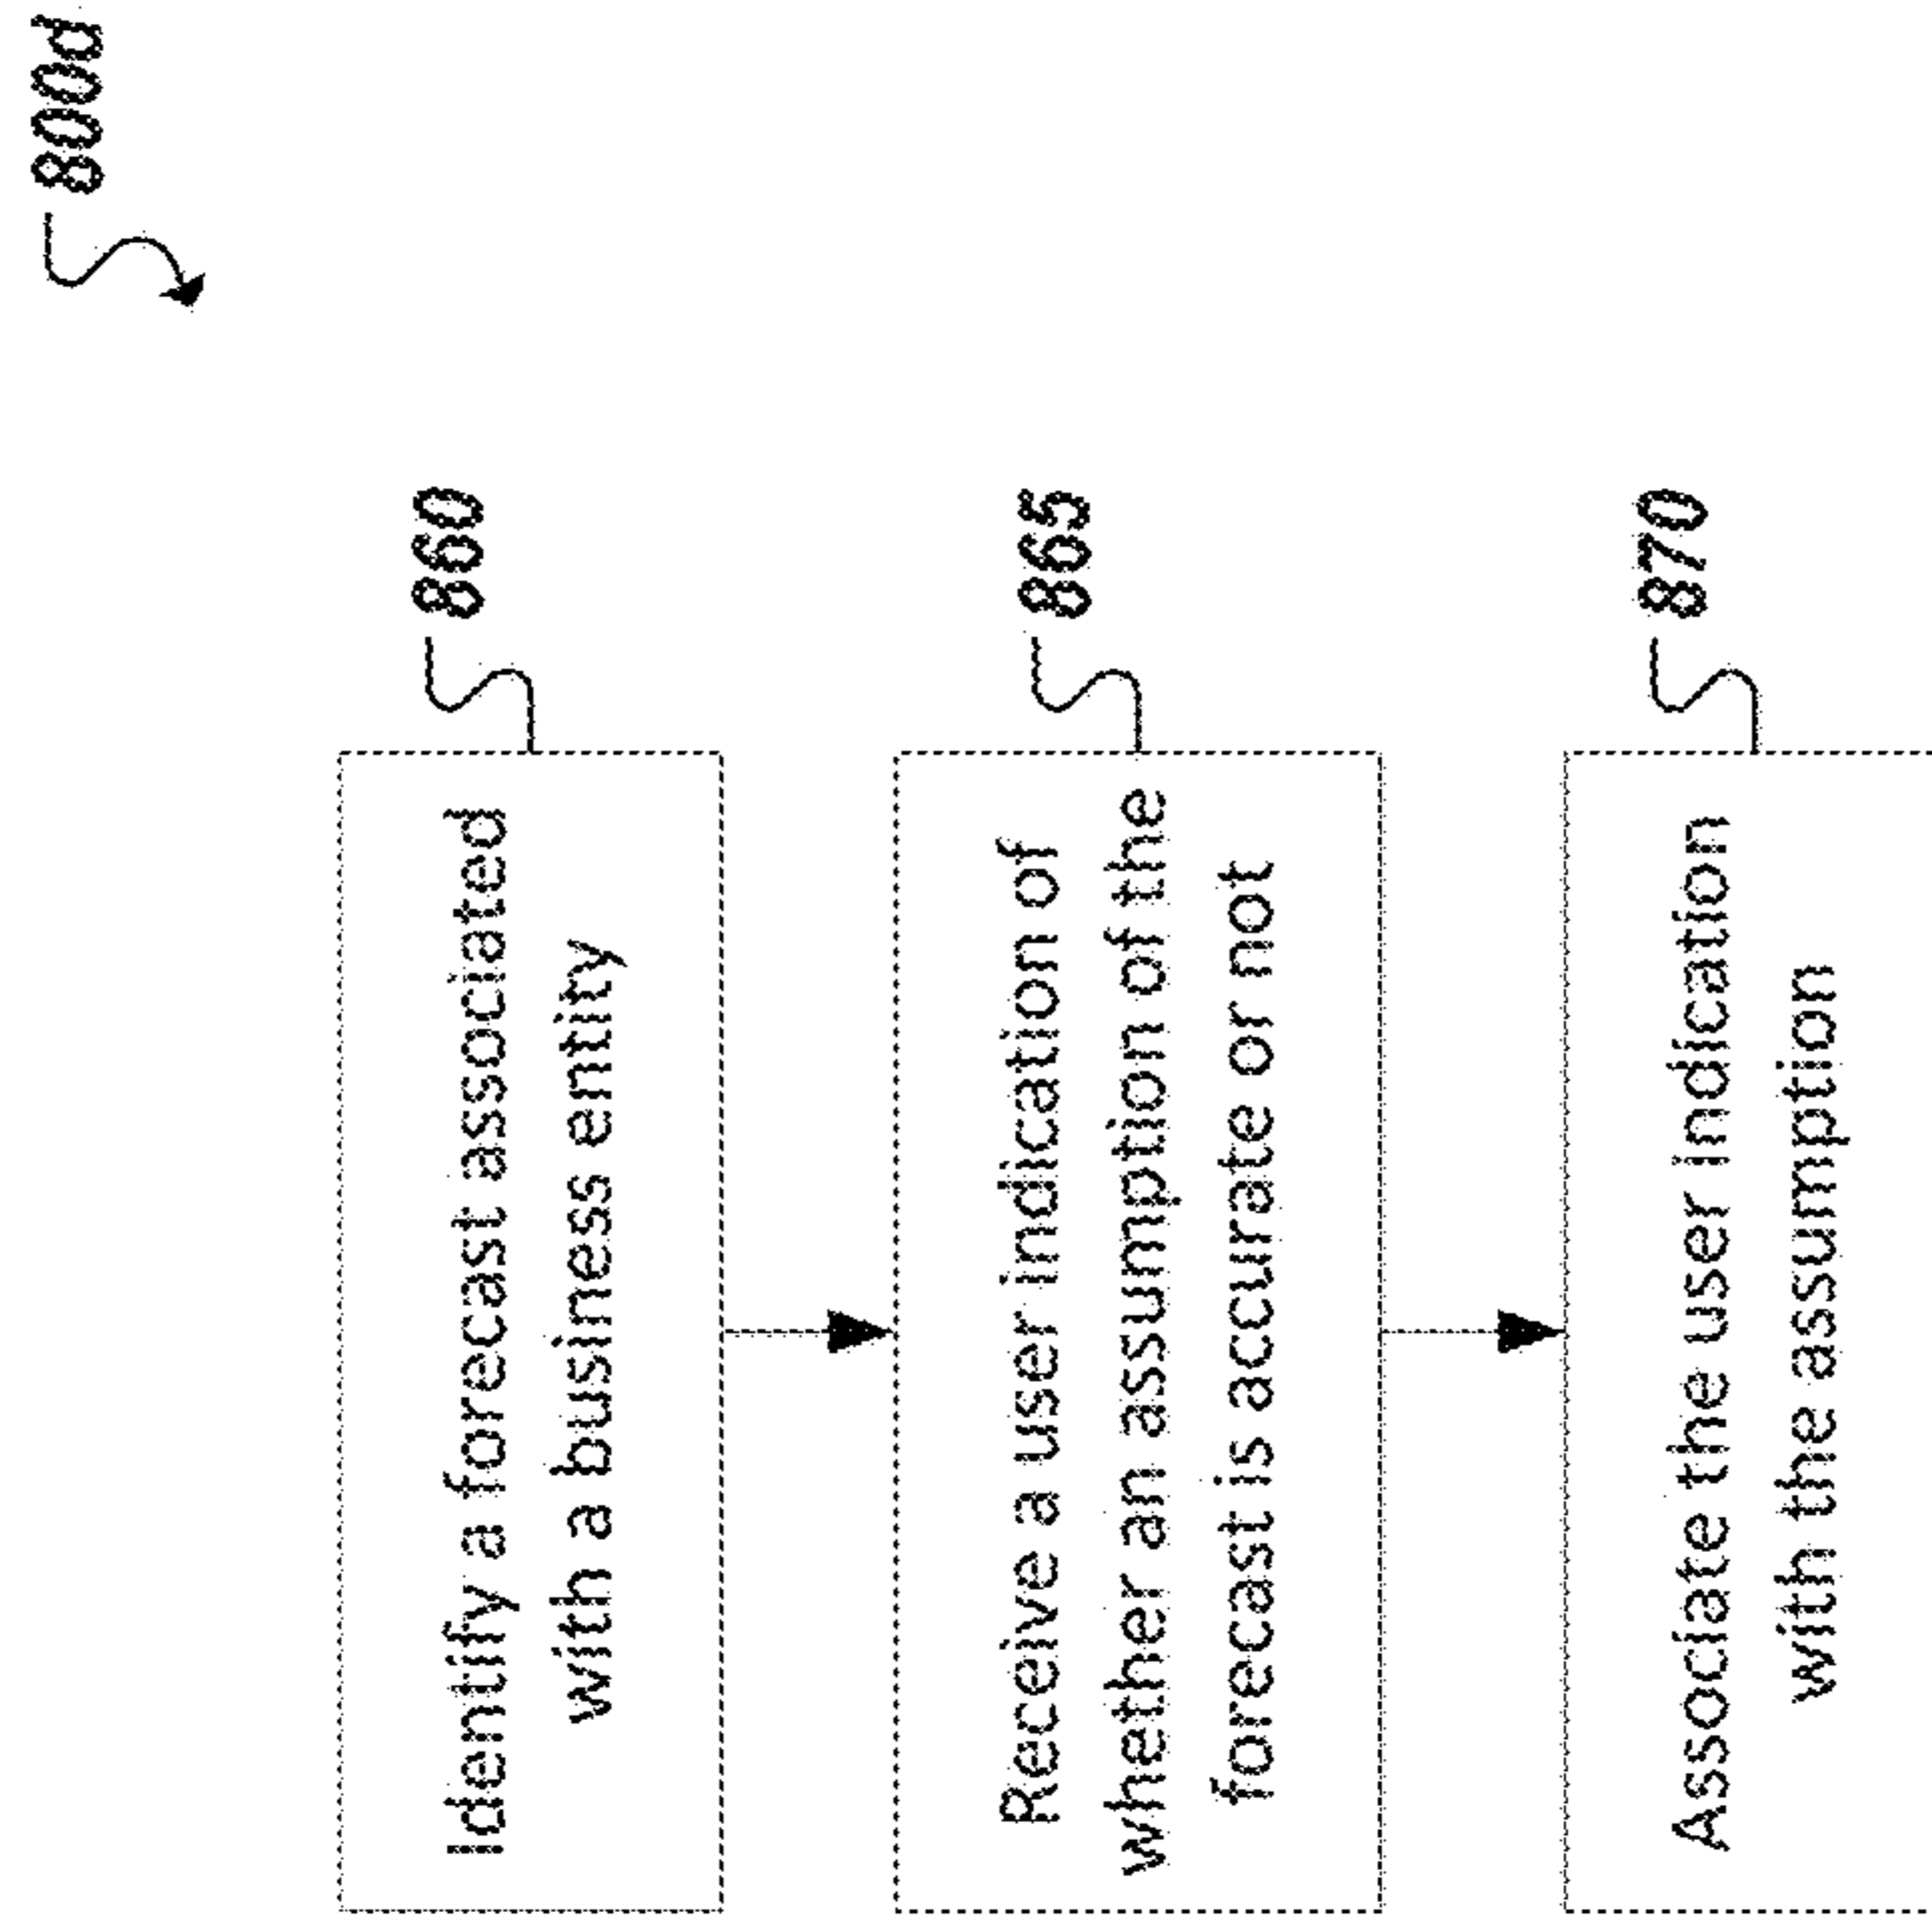 800d
860
Identify a forecast associated
with a business entity
865
Receive a user indication of
whether an assumption of the
forecast is accurate or not
870
Associate the user indication
with the assumption